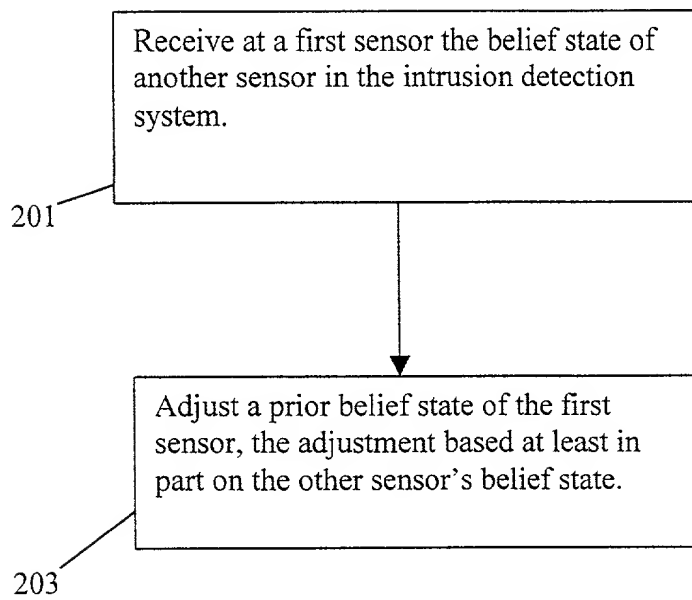 Receive at a first sensor the belief state of
another sensor in the intrusion detection
system.
201
Adjust a prior belief state of the first
sensor, the adjustment based at least in
part on the other sensor's belief state.
203